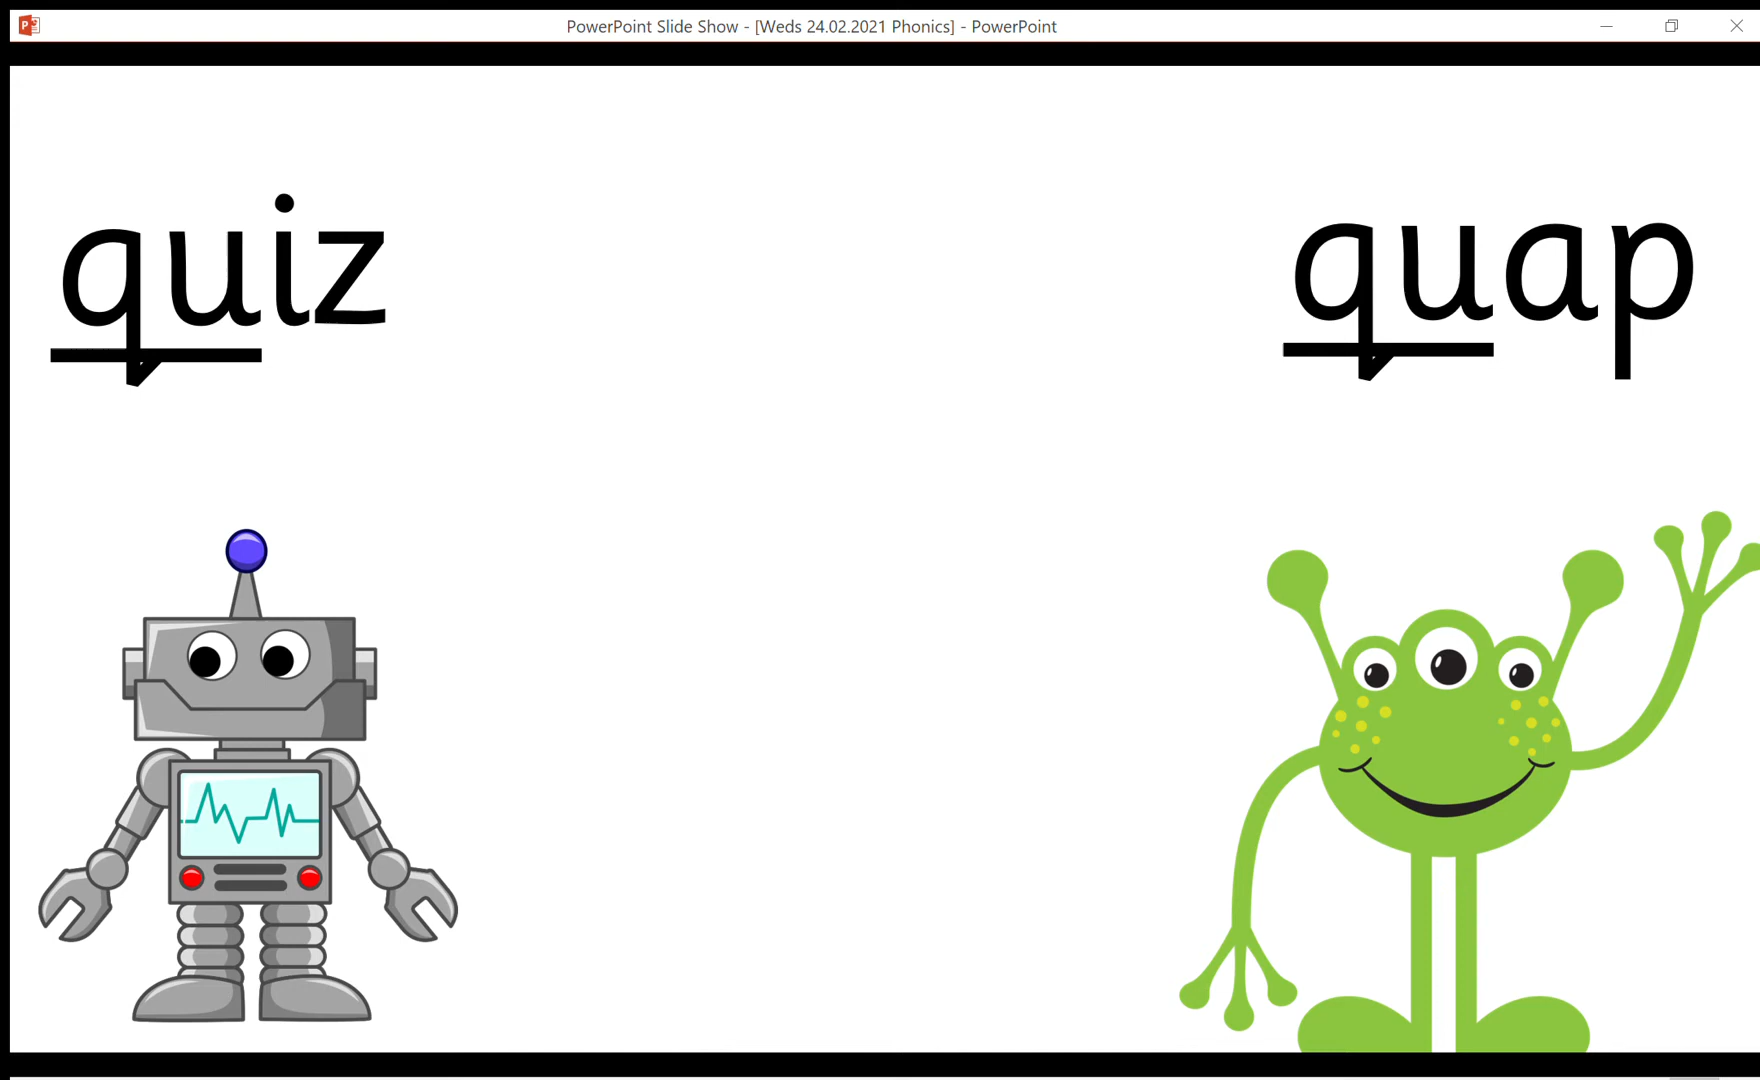 PowerPoint Slide Show - [Weds 24.02.2021 Phonics] - PowerPoint
quiz
quap